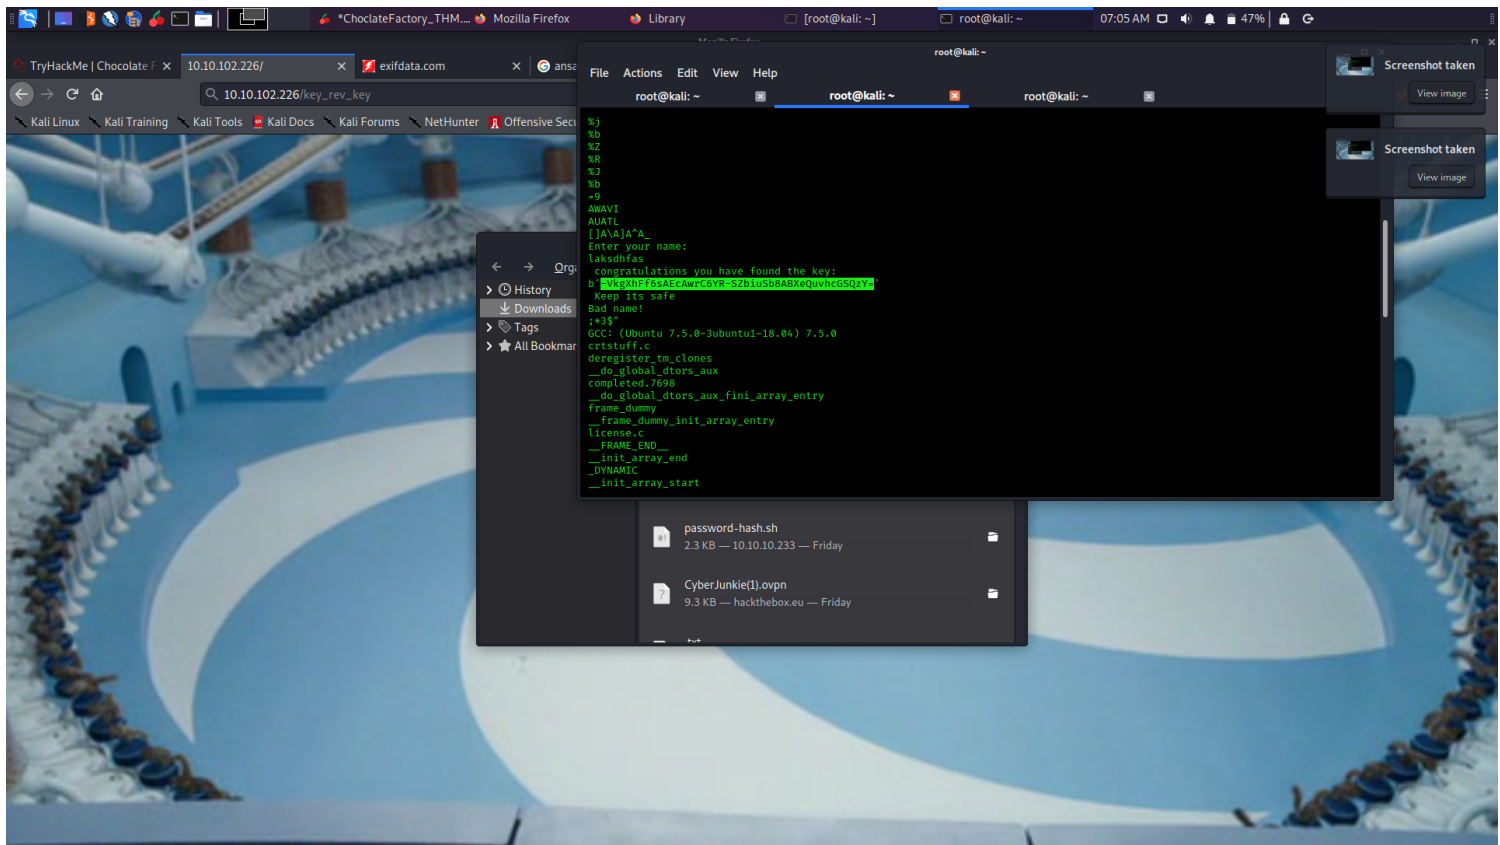 *ChoclateFactory_THM....
Mozilla Firefox
Library
[root@kali: ~]
root@kali: ~
07:05 AM
47%
root@kali: ~
TryHackMe | Chocolate F
10.10.102.226/
exifdata.com
ansa
10.10.102.226/key_rev_key
Kali Linux
Kali Training
Kali Tools
Kali Docs
Kali Forums
NetHunter
Offensive Secu
File Actions Edit View Help
root@kali: ~
root@kali: ~
root@kali: ~
Screenshot taken
View image
Screenshot taken
View image
%j
%b
%Z
%R
%J
%b
=9
AWAVI
AUATL
[]A\A]A^A_
Enter your name:
laksdhfas
congratulations you have found the key:
b'-VkgXhFf6sAEcAwrC6YR-SZbiuSb8ABXeQuvhcGSQzY='
Keep its safe
Bad name!
;*3$"
GCC: (Ubuntu 7.5.0-3ubuntu1~18.04) 7.5.0
crtstuff.c
deregister_tm_clones
__do_global_dtors_aux
completed.7698
__do_global_dtors_aux_fini_array_entry
frame_dummy
__frame_dummy_init_array_entry
license.c
__FRAME_END__
__init_array_end
_DYNAMIC
__init_array_start
Orga
History
Downloads
Tags
All Bookmar
password-hash.sh
2.3 KB — 10.10.10.233 — Friday
CyberJunkie(1).ovpn
9.3 KB — hackthebox.eu — Friday